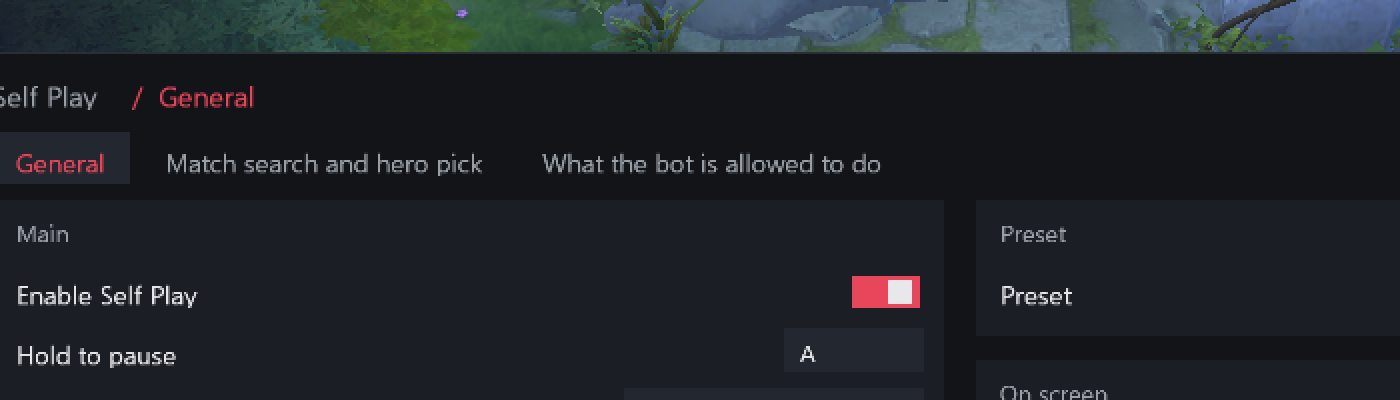 Self Play / General
General Match search and hero pick What the bot is allowed to do
Main
Enable Self Play
Hold to pause A
Preset
Preset
On screen